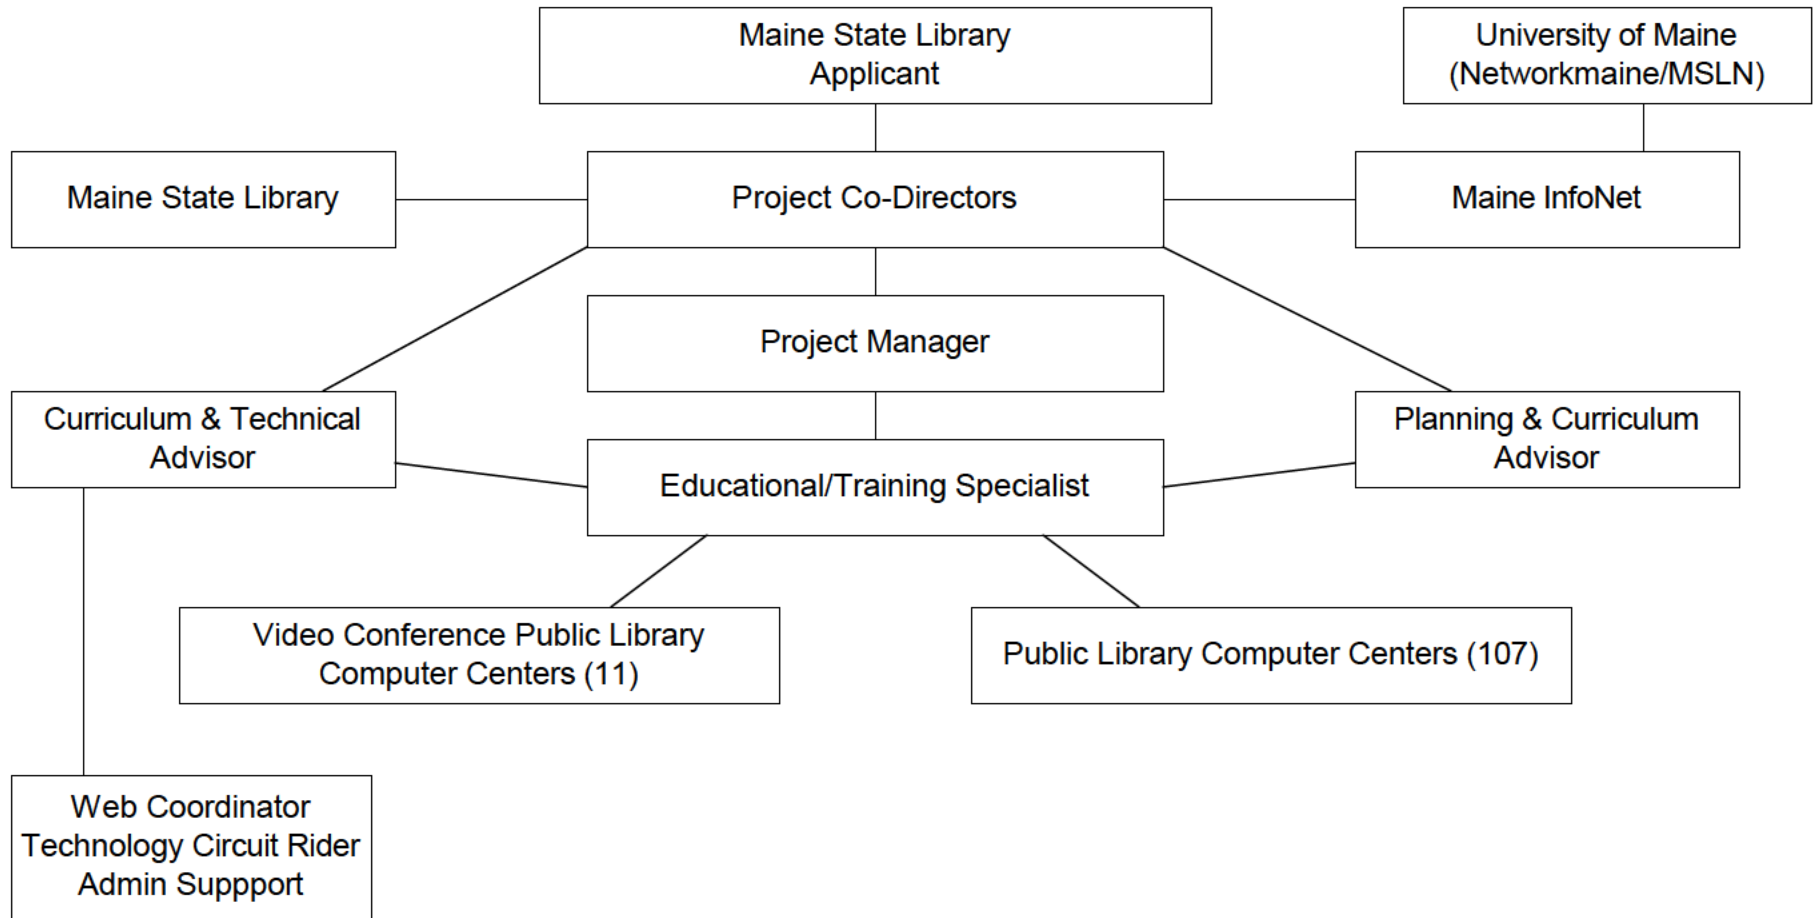 Maine State Library
Applicant
University of Maine
(Networkmaine/MSLN)
Maine State Library
Project Co-Directors
Maine InfoNet
Project Manager
Curriculum & Technical
Advisor
Planning & Curriculum
Advisor
Educational/Training Specialist
Video Conference Public Library
Computer Centers (11)
Public Library Computer Centers (107)
Web Coordinator
Technology Circuit Rider
Admin Suppport